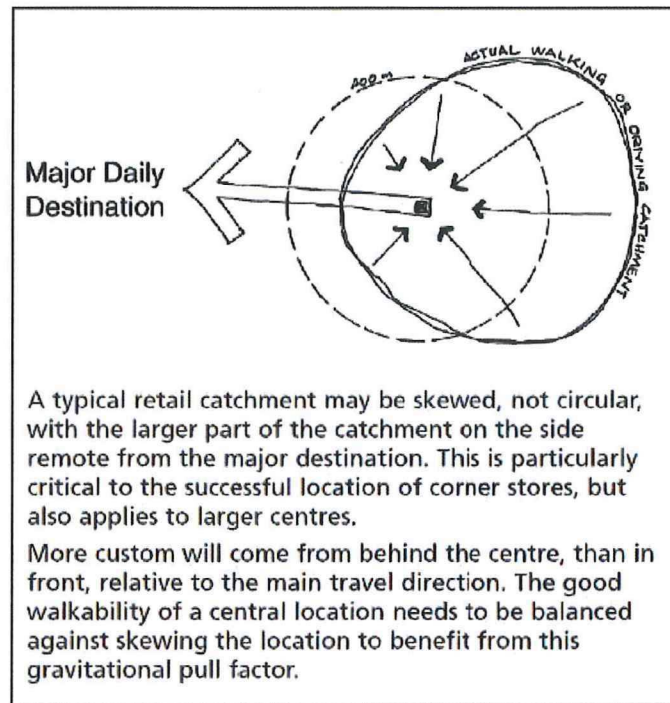 ACTUAL WALKING OR DRIVING CATCHMENT
400m
Major Daily
Destination
A typical retail catchment may be skewed, not circular,
with the larger part of the catchment on the side
remote from the major destination. This is particularly
critical to the successful location of corner stores, but
also applies to larger centres.
More custom will come from behind the centre, than in
front, relative to the main travel direction. The good
walkability of a central location needs to be balanced
against skewing the location to benefit from this
gravitational pull factor.